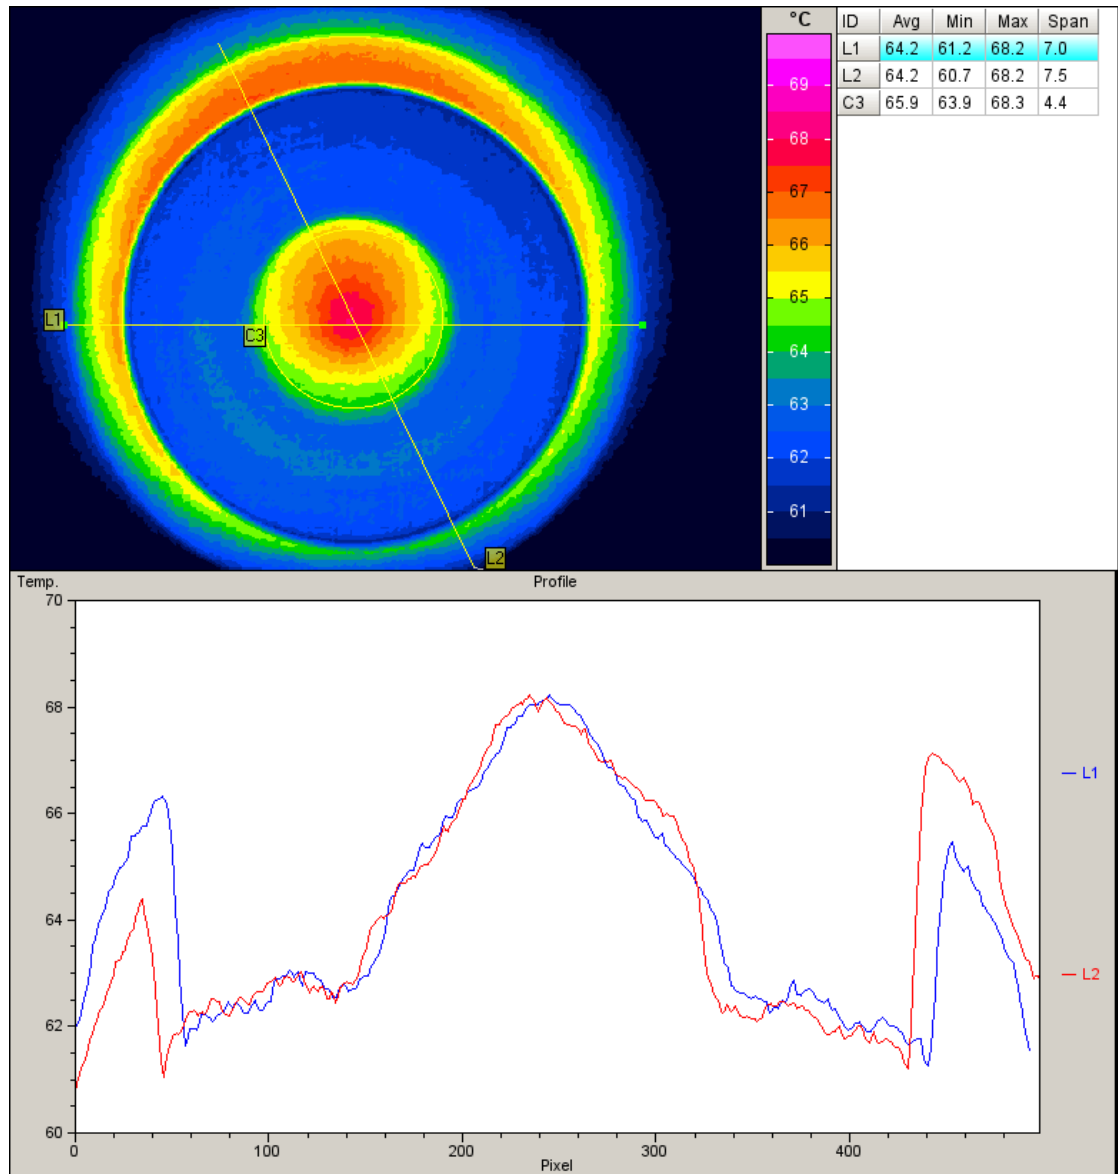 °C
69
68
67
66
65
64
63
62
61
ID Avg Min Max Span
L1 64.2 61.2 68.2 7.0
L2 64.2 60.7 68.2 7.5
C3 65.9 63.9 68.3 4.4
L1
C3
L2
Temp. Profile
70
68
66
64
62
60
0 200 300 400
Pixel
100
L1
L2